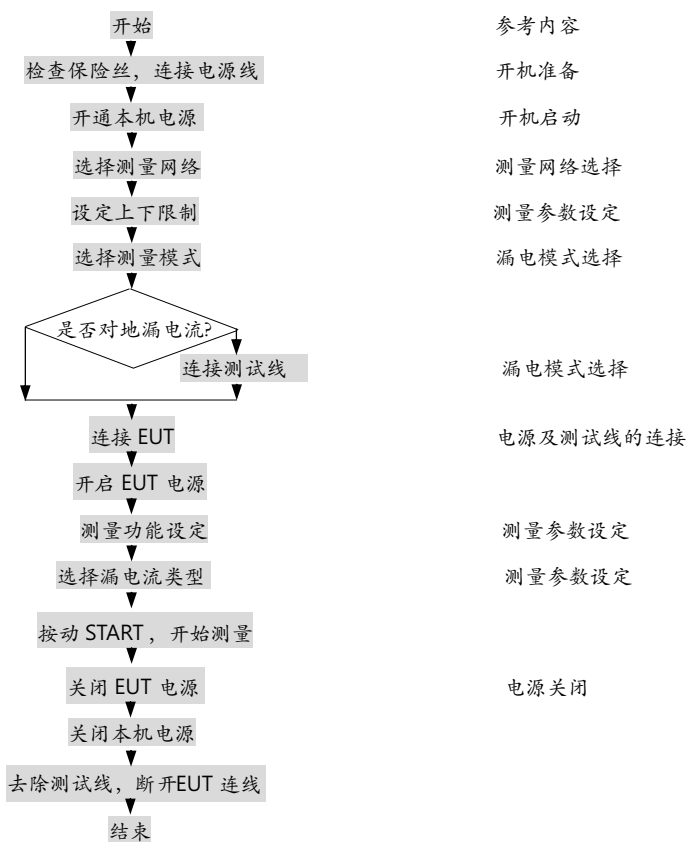 开始 参考内容
检查保险丝，连接电源线 开机准备
开通本机电源 开机启动
选择测量网络 测量网络选择
设定上下限制 测量参数设定
选择测量模式 漏电模式选择
是否对地漏电流?
连接测试线 漏电模式选择
连接 EUT 电源及测试线的连接
开启 EUT 电源
测量功能设定 测量参数设定
选择漏电流类型 测量参数设定
按动 START，开始测量
关闭 EUT 电源 电源关闭
关闭本机电源
去除测试线，断开EUT 连线
结束